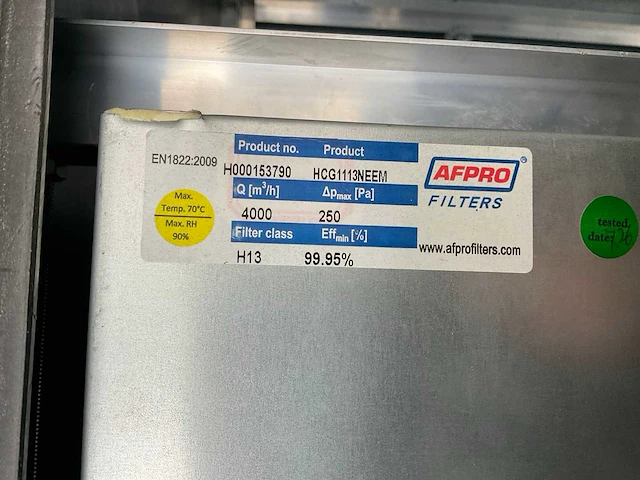 EN1822:2009
Product no. Product
H000153790 HCG1113NEEM
Q [m³/h] Δpmax [Pa]
4000 250
Filter class Effmin [%]
H13 99.95%
Max.
Temp. 70°C
Max. RH
90%
AFPRO®
FILTERS
www.afprofilters.com
tested
date: